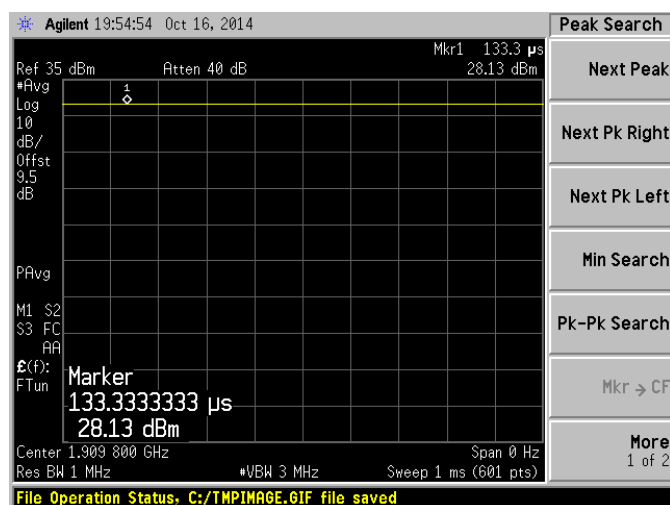 Agilent 19:54:54 Oct 16, 2014
Peak Search
Mkr1 133.3 µs
Ref 35 dBm Atten 40 dB 28.13 dBm
#Avg
Log
10
dB/
Offst
9.5
dB
1
PAvg
M1 S2
S3 FC
AA
£(f):
FTun
Marker
133.3333333 µs
28.13 dBm
Center 1.909 800 GHz Span 0 Hz
Res BW 1 MHz #VBW 3 MHz Sweep 1 ms (601 pts)
File Operation Status, C:/TMPIMAGE.GIF file saved
Next Peak
Next Pk Right
Next Pk Left
Min Search
Pk-Pk Search
Mkr → CF
More
1 of 2